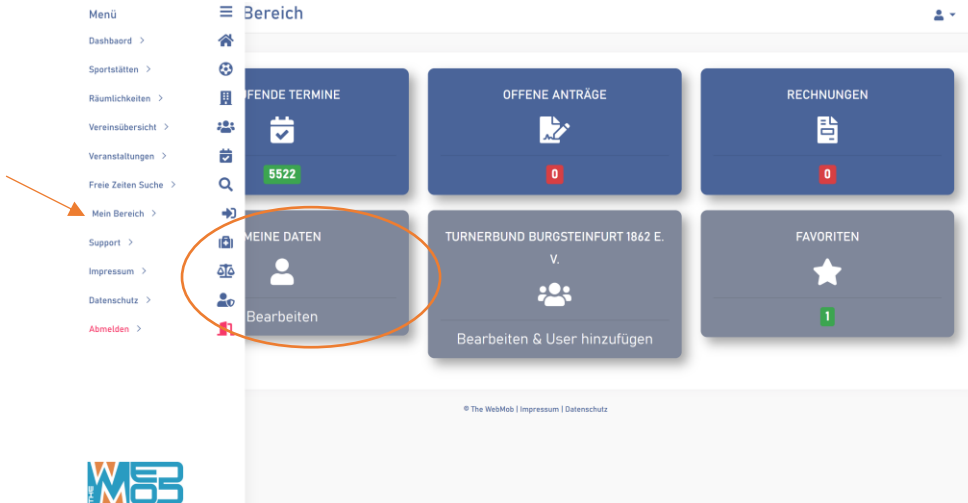 Menü
Bereich
Dashbaord >
Sportstätten >
Räumlichkeiten >
Vereinsübersicht >
Veranstaltungen >
Freie Zeiten Suche >
Mein Bereich >
Support >
Impressum >
Datenschutz >
Abmelden >
UFENDE TERMINE
5522
OFFENE ANTRÄGE
0
RECHNUNGEN
0
MEINE DATEN
Bearbeiten
TURNERBUND BURGSTEINFURT 1862 E.
V.
Bearbeiten & User hinzufügen
FAVORITEN
1
© The WebMob | Impressum | Datenschutz
THE
WEB
MOB